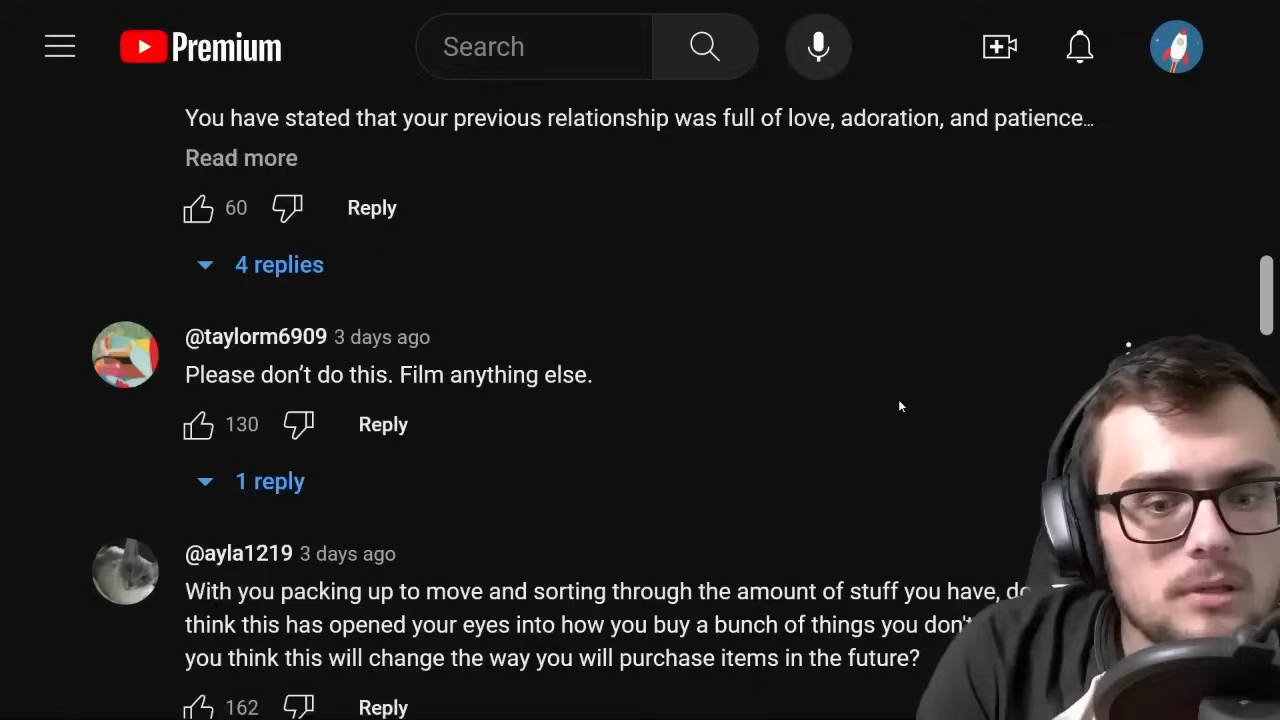 Premium
Search
You have stated that your previous relationship was full of love, adoration, and patience...
Read more
60
Reply
4 replies
@taylorm6909 3 days ago
Please don’t do this. Film anything else.
130
Reply
1 reply
@ayla1219 3 days ago
With you packing up to move and sorting through the amount of stuff you have,
think this has opened your eyes into how you buy a bunch of things you don't
you think this will change the way you will purchase items in the future?
162
Reply